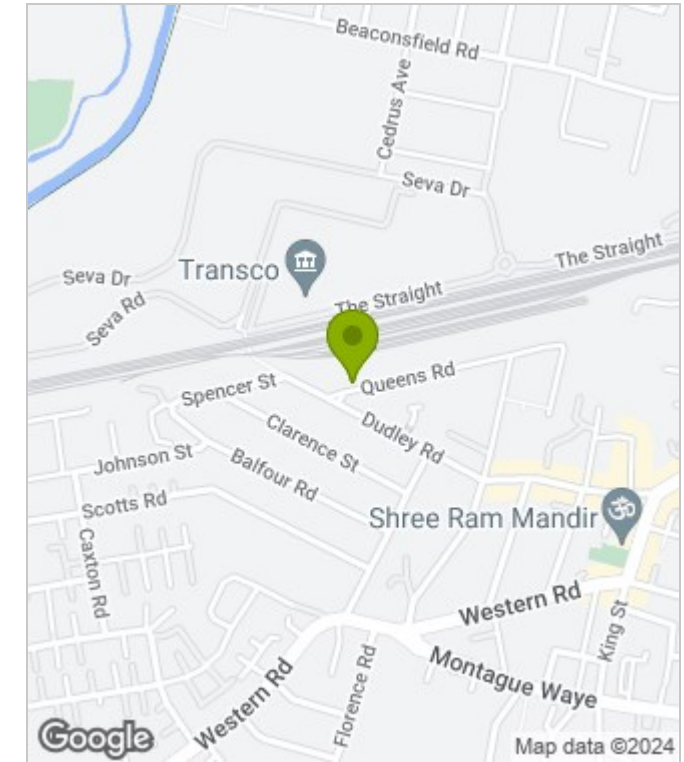 Beaconsfield Rd
Cedrus Ave
Seva Dr
The Straight
Transco
Seva Dr
Seva Rd
The Straight
Queens Rd
Spencer St
Clarence St
Dudley Rd
Johnson St
Balfour Rd
Scotts Rd
Shree Ram Mandir
Caxton Rd
Western Rd
King St
Montague Waye
Florence Rd
Western Rd
Google
Map data ©2024